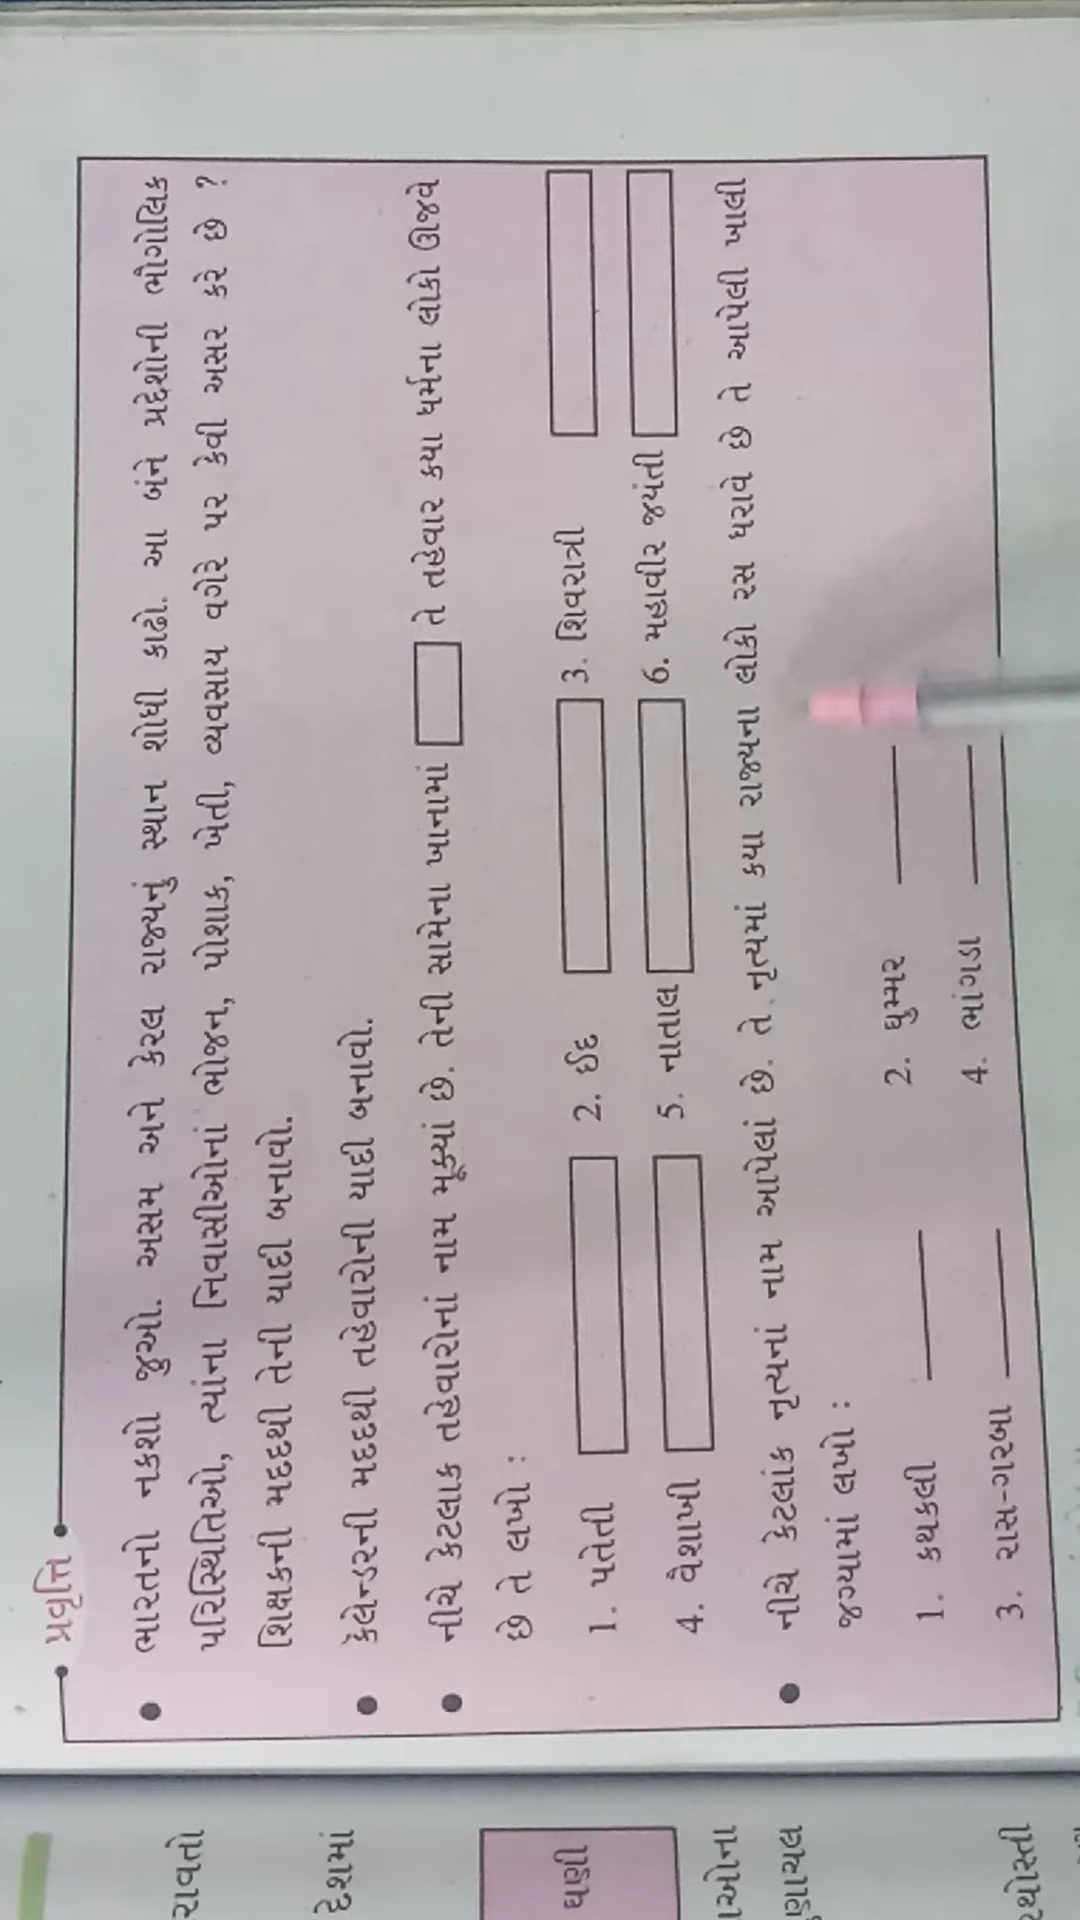 પ્રવૃત્તિ
ભારતનો નકશો જુઓ. અસમ અને કેરલ રાજ્યનું સ્થાન શોધી કાઢો. આ બંને પ્રદેશોની ભૌગોલિક
પરિસ્થિતિઓ, ત્યાંના નિવાસીઓનાં ભોજન, પોશાક, ખેતી, વ્યવસાય વગેરે પર કેવી અસર કરે છે ?
શિક્ષકની મદદથી તેની યાદી બનાવો.
કૅલેન્ડરની મદદથી તહેવારોની યાદી બનાવો.
નીચે કેટલાક તહેવારોનાં નામ મૂક્યાં છે. તેની સામેના ખાનામાં તે તહેવાર કયા ધર્મના લોકો ઊજવે
છે તે લખો :
1. પતેતી 2. ઈદ 3. શિવરાત્રી
4. વૈશાખી 5. નાતાલ 6. મહાવીર જયંતી
નીચે કેટલાંક નૃત્યનાં નામ આપેલાં છે. તે નૃત્યમાં કયા રાજ્યના લોકો રસ ધરાવે છે તે આપેલી ખાલી
જગ્યામાં લખો :
1. કથકલી 2. ઘુમ્મર
3. રાસ-ગરબા 4. ભાંગડા
રાવતો
દેશમાં
ઘણી